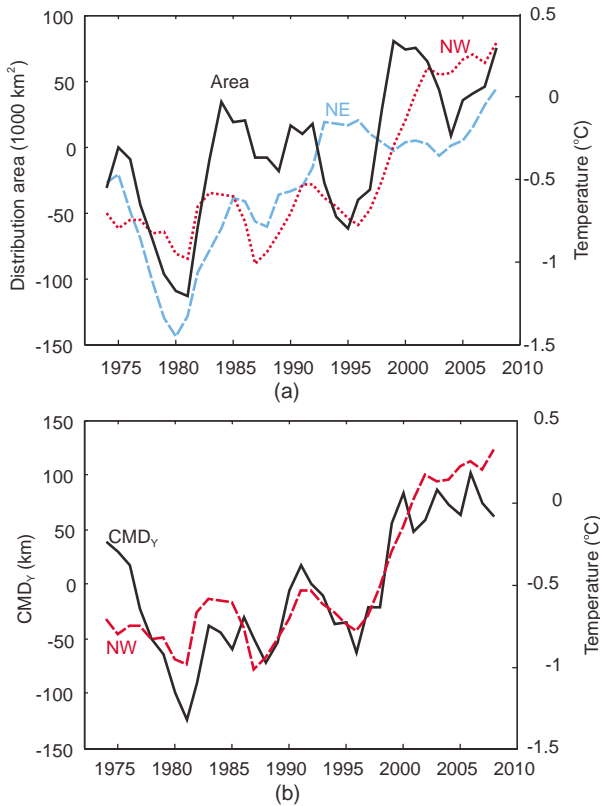 100
50
0
-50
-100
-150
Distribution area (1000 km²)
0.5
0
-0.5
-1
-1.5
Temperature (°C)
Area
NE
NW
1975 1980 1985 1990 1995 2000 2005 2010
(a)
150
100
50
0
-50
-100
-150
CMD_Y (km)
0.5
0
-0.5
-1
-1.5
Temperature (°C)
CMD_Y
NW
1975 1980 1985 1990 1995 2000 2005 2010
(b)